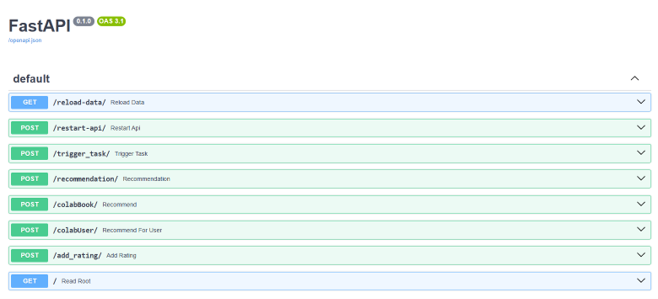 FastAPI 0.1.0 OAS 3.1
/openapi.json
default
GET /reload-data/ Reload Data
POST /restart-api/ Restart Api
POST /trigger_task/ Trigger Task
POST /recommendation/ Recommendation
POST /colabBook/ Recommend
POST /colabUser/ Recommend For User
POST /add_rating/ Add Rating
GET / Read Root